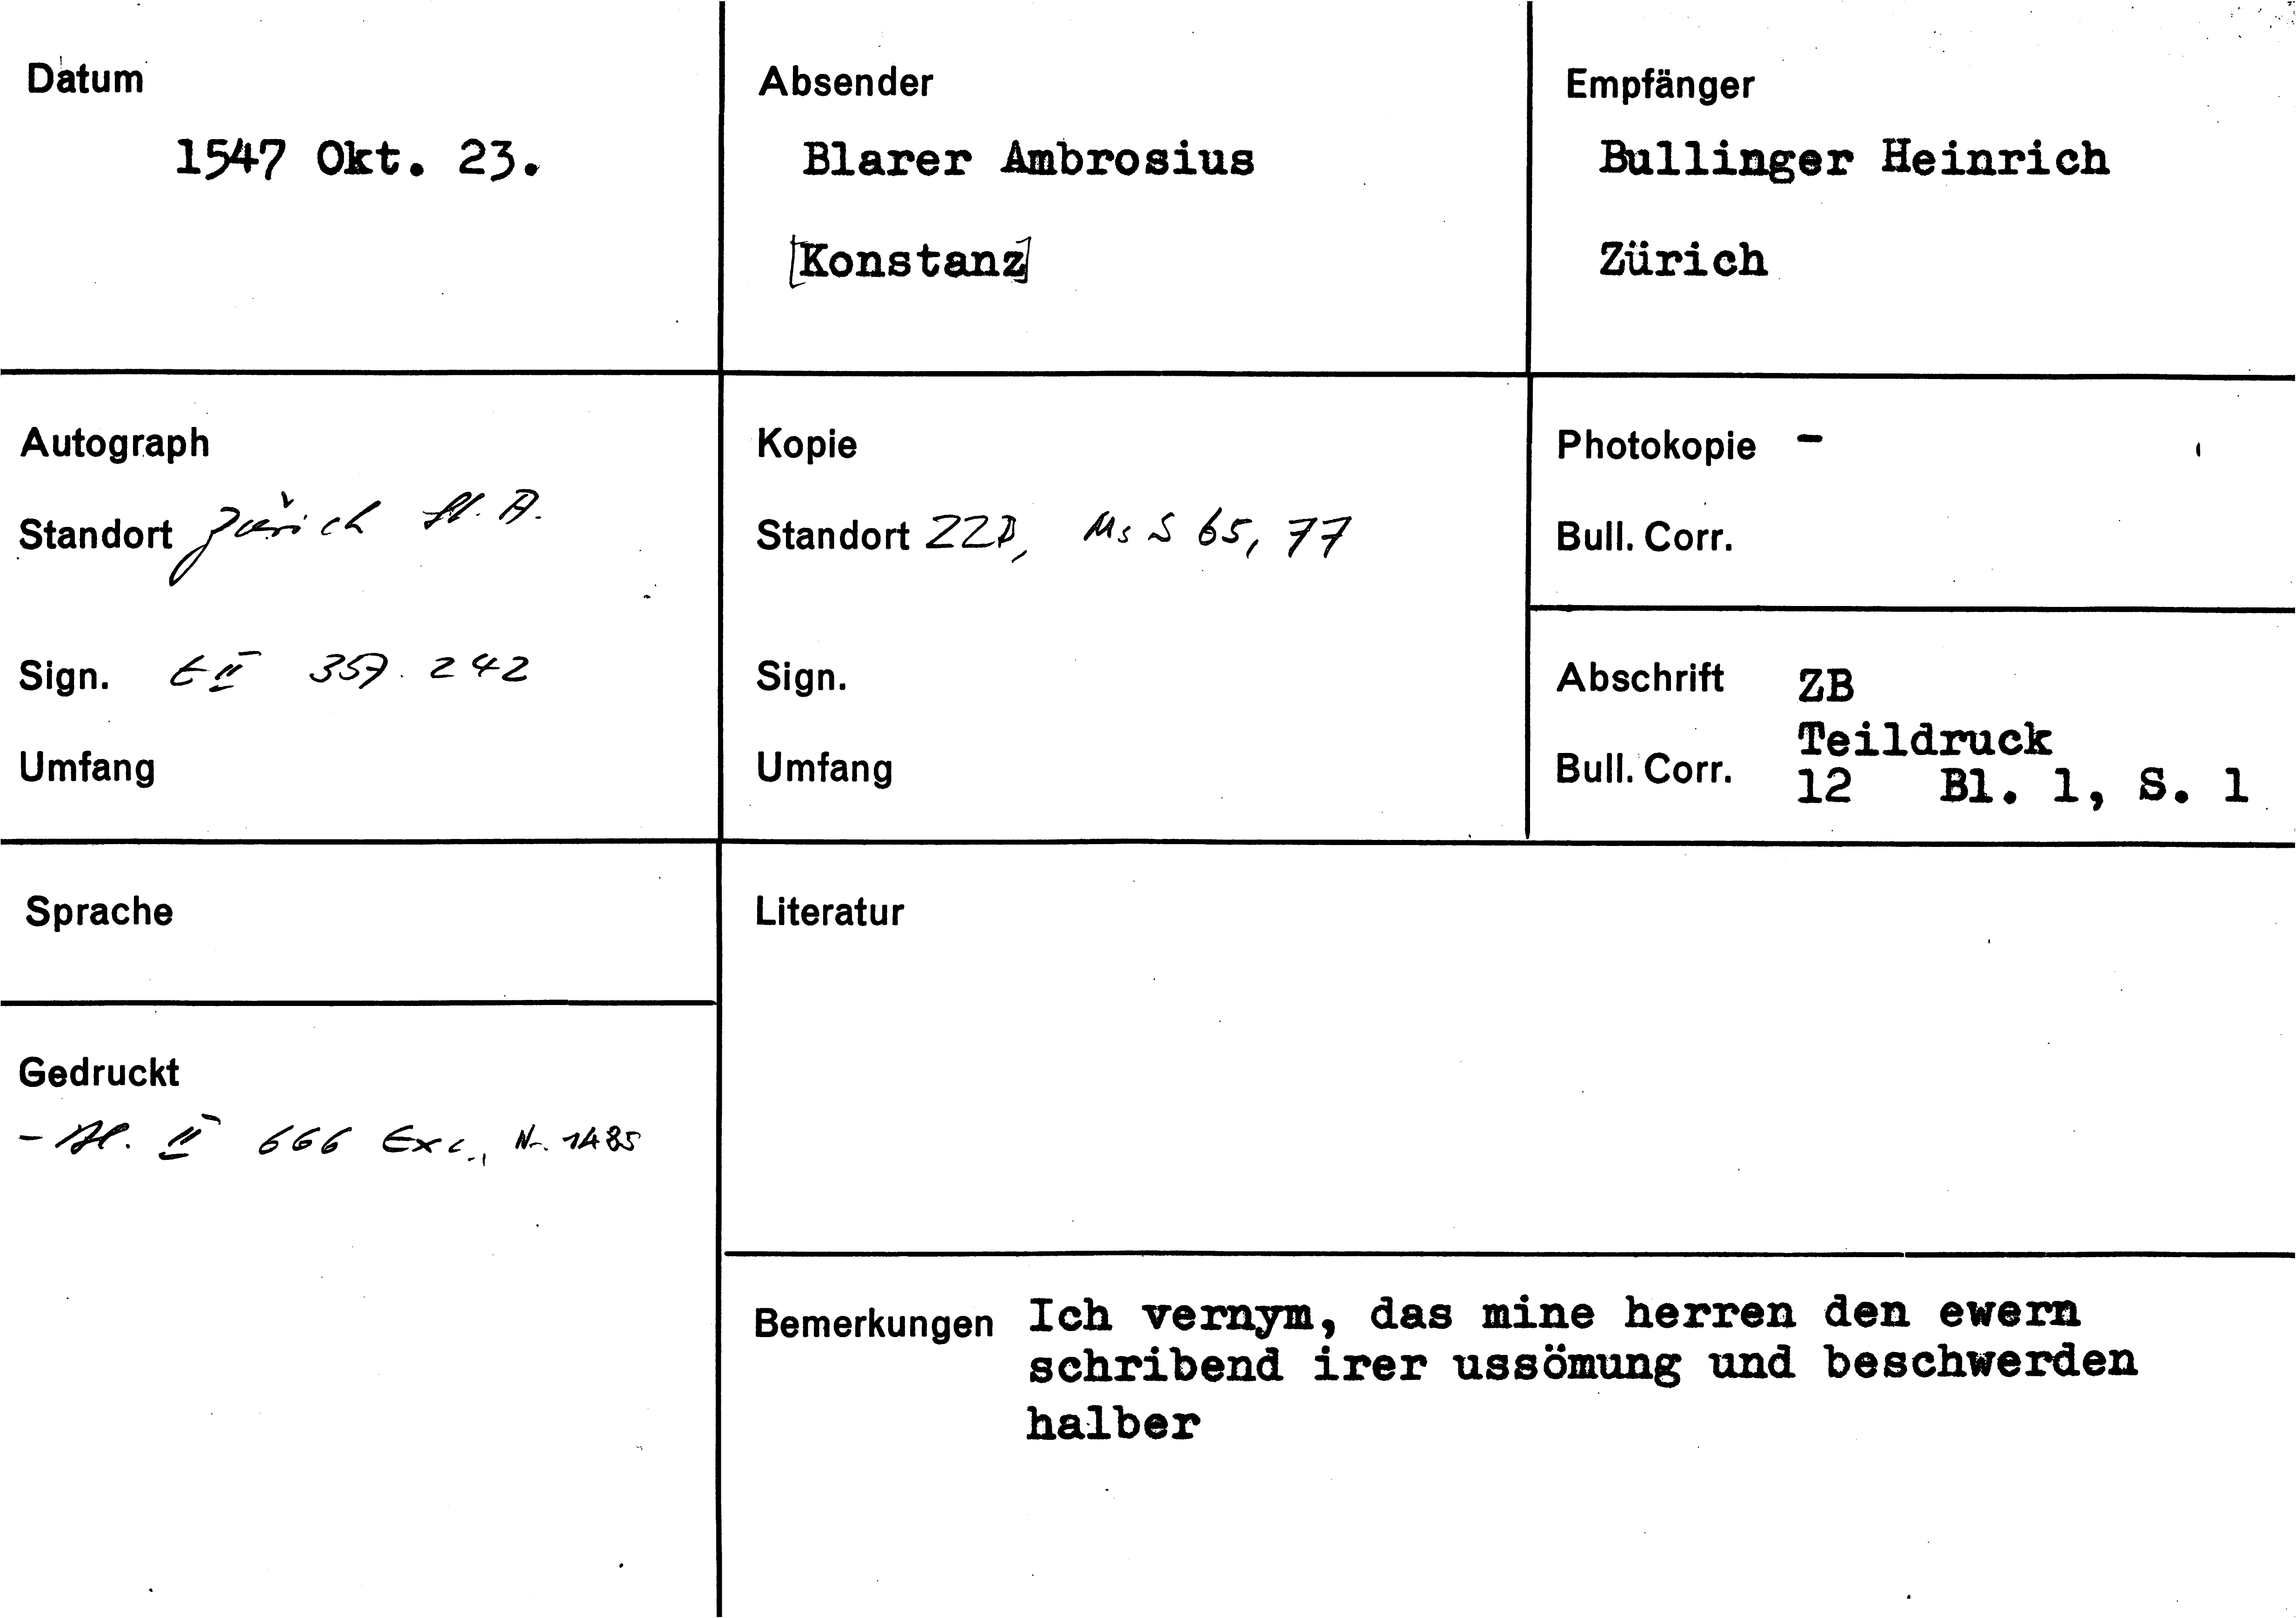 Datum
1547 Okt. 23.
Absender
Blarer Ambrosius
[Konstanz]
Empfänger
Bullinger Heinrich
Zürich
Autograph
Standort Zürich St. A.
Sign. E II 357. 242
Umfang
Kopie
Standort ZZB, Ms S 65, 77
Sign.
Umfang
Photokopie -
Bull. Corr.
Abschrift ZB
Teildruck
Bull. Corr. 12 Bl. 1, S. 1
Sprache
Gedruckt
- Bl. II 666 Exc., Nr. 1485
Literatur
Bemerkungen Ich vernym, das mine herren den ewern
schribend irer ussömung und beschwerden
halber